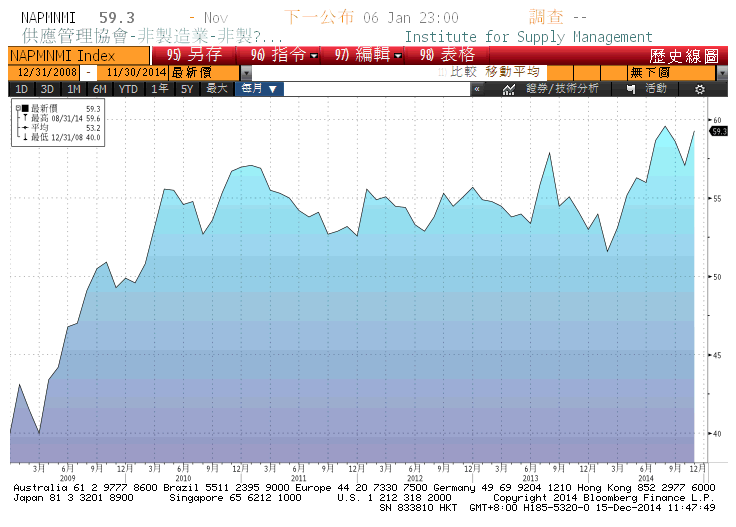 NAPMNMI 59.3 - Nov 下一公布 06 Jan 23:00 調查 --
供應管理協會-非製造業-非製?... Institute for Supply Management
NAPMNMI Index 95) 另存 96) 指令 97) 編輯 98) 表格 歷史線圖
12/31/2008 - 11/30/2014 最新價 比較 移動平均 無下圖
1D 3D 1M 6M YTD 1年 5Y 最大 每月 ▼ « 證券/技術分析 活動
最新價 59.3
最高 08/31/14 59.6
平均 53.2
最低 12/31/08 40.0
60
59.3
55
50
45
40
3月 6月 9月 12月 3月 6月 9月 12月 3月 6月 9月 12月 3月 6月 9月 12月 3月 6月 9月 12月 3月 6月 9月 12月
2009 2010 2011 2012 2013 2014
Australia 61 2 9777 8600 Brazil 5511 2395 9000 Europe 44 20 7330 7500 Germany 49 69 9204 1210 Hong Kong 852 2977 6000
Japan 81 3 3201 8900 Singapore 65 6212 1000 U.S. 1 212 318 2000 Copyright 2014 Bloomberg Finance L.P.
SN 833810 HKT GMT+8:00 H185-5320-0 15-Dec-2014 11:47:49